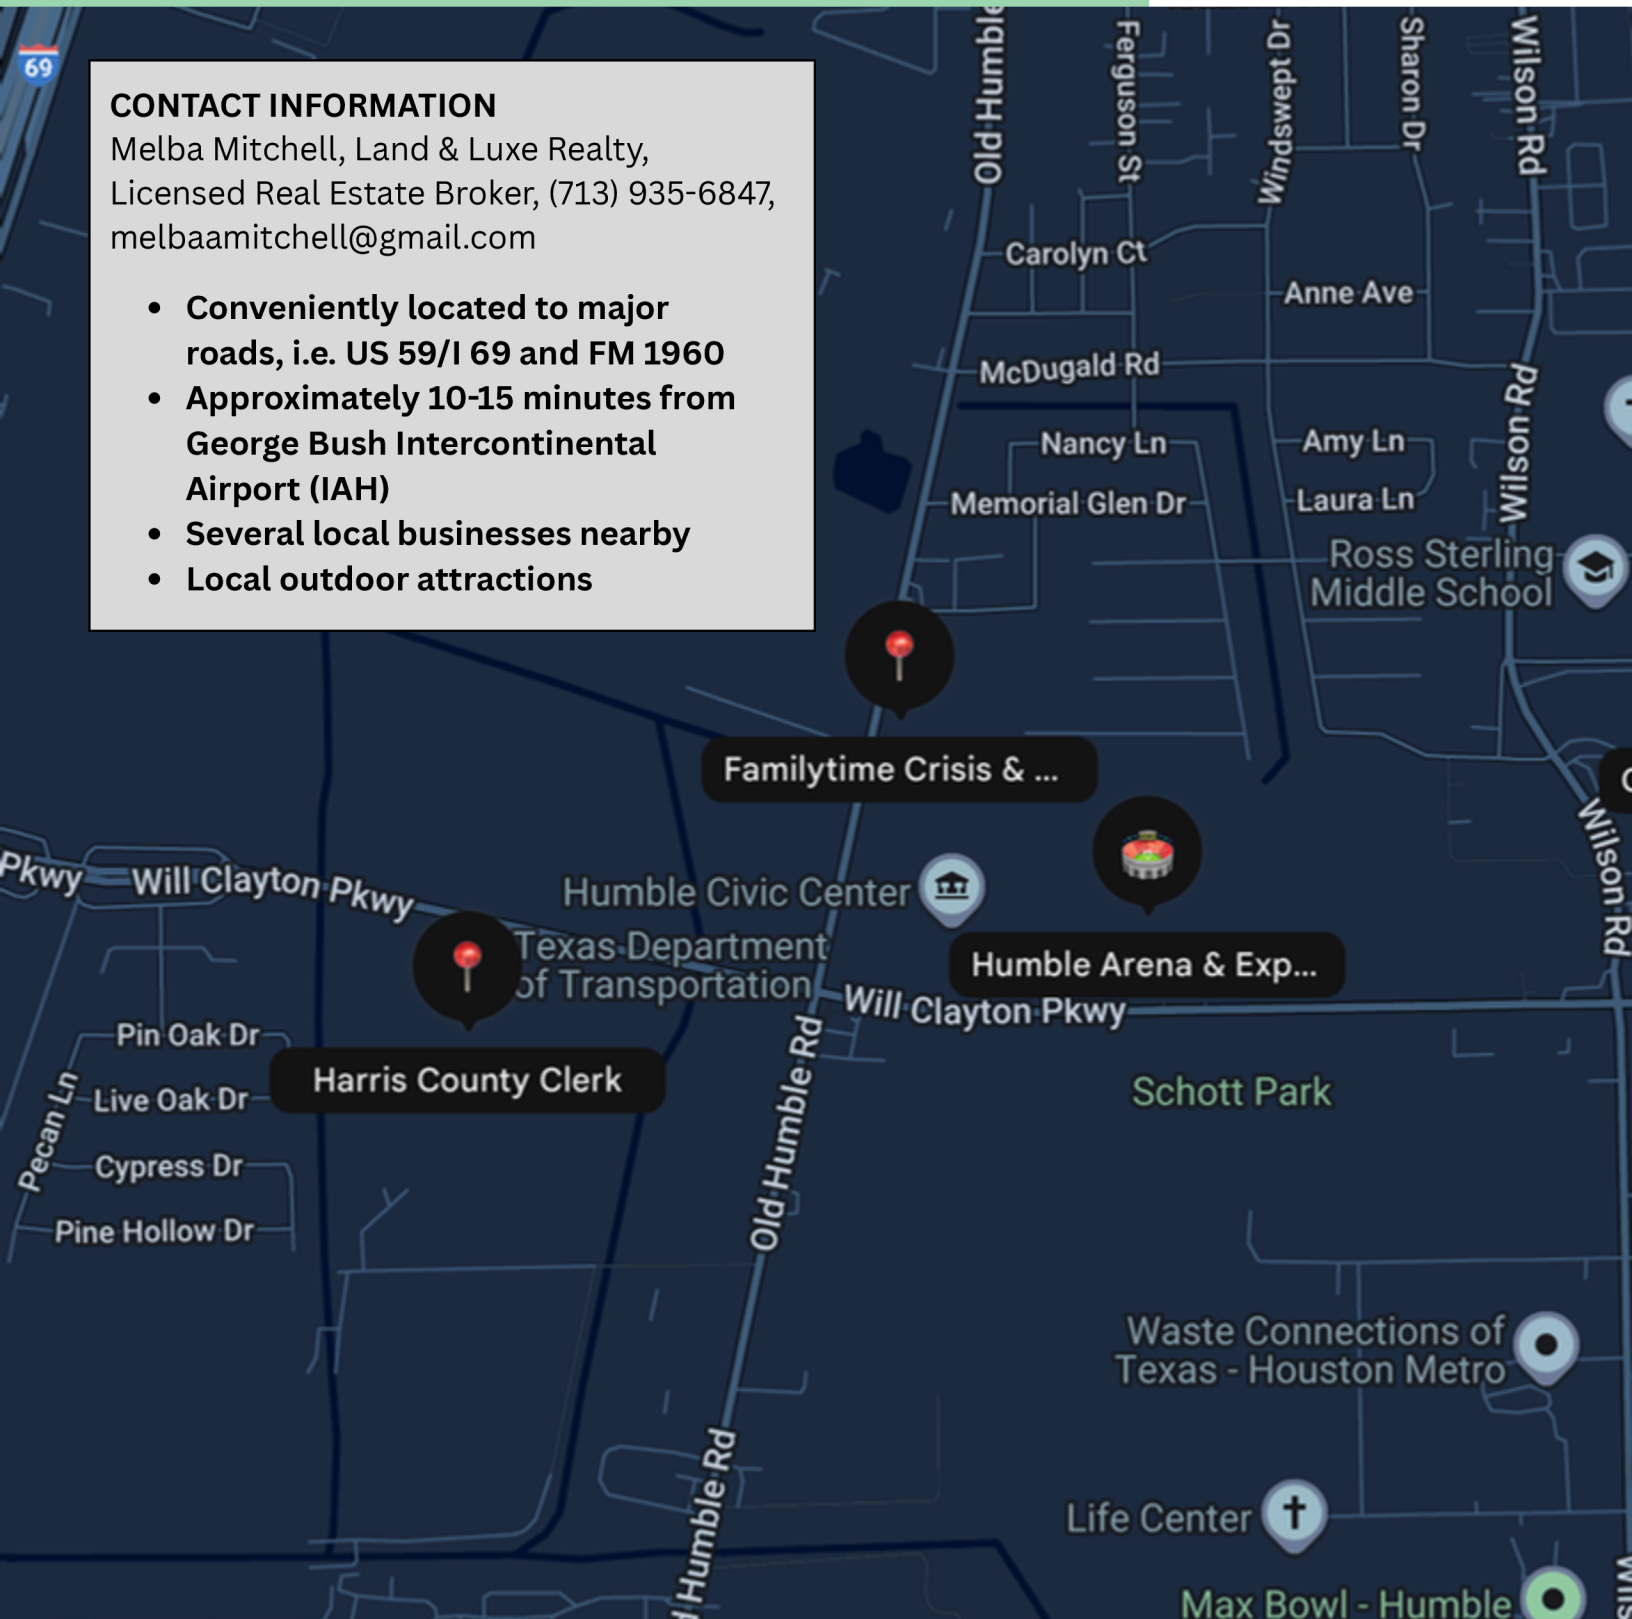 69
CONTACT INFORMATION
Melba Mitchell, Land & Luxe Realty,
Licensed Real Estate Broker, (713) 935-6847,
melbaamitchell@gmail.com
• Conveniently located to major
roads, i.e. US 59/I 69 and FM 1960
• Approximately 10-15 minutes from
George Bush Intercontinental
Airport (IAH)
• Several local businesses nearby
• Local outdoor attractions
Old Humble
Ferguson St
Windswept Dr
Sharon Dr
Wilson Rd
Carolyn Ct
Anne Ave
McDugald Rd
Wilson Rd
Nancy Ln
Amy Ln
Memorial Glen Dr
Laura Ln
Ross Sterling
Middle School
Familytime Crisis & ...
Wilson Rd
Pkwy
Will Clayton Pkwy
Humble Civic Center
Texas Department
of Transportation
Humble Arena & Exp...
Will Clayton Pkwy
Pin Oak Dr
Harris County Clerk
Live Oak Dr
Pecan Ln
Cypress Dr
Pine Hollow Dr
Old Humble Rd
Schott Park
Waste Connections of
Texas - Houston Metro
Humble Rd
Life Center
Max Bowl - Humble